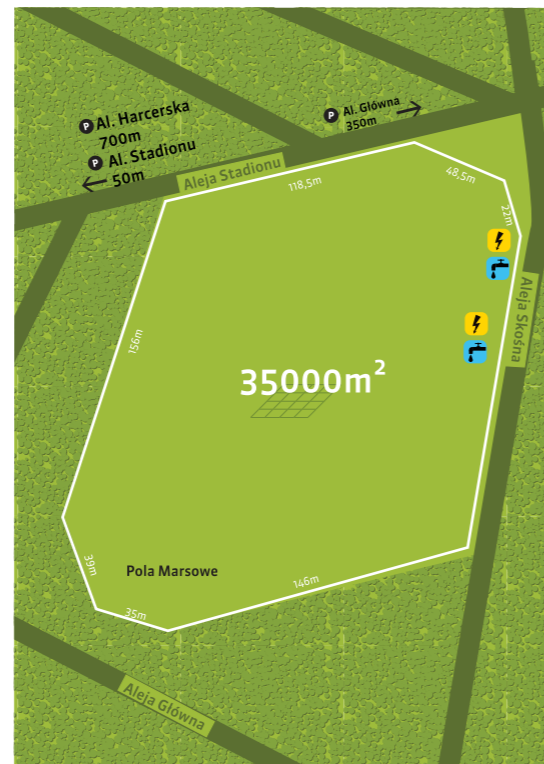 P Al. Harcerska
700m
P Al. Stadionu
50m
P Al. Główna
350m
Aleja Stadionu
118,5m
48,5m
22m
Aleja Skośna
156m
35000m²
39m
Pola Marsowe
146m
35m
Aleja Główna